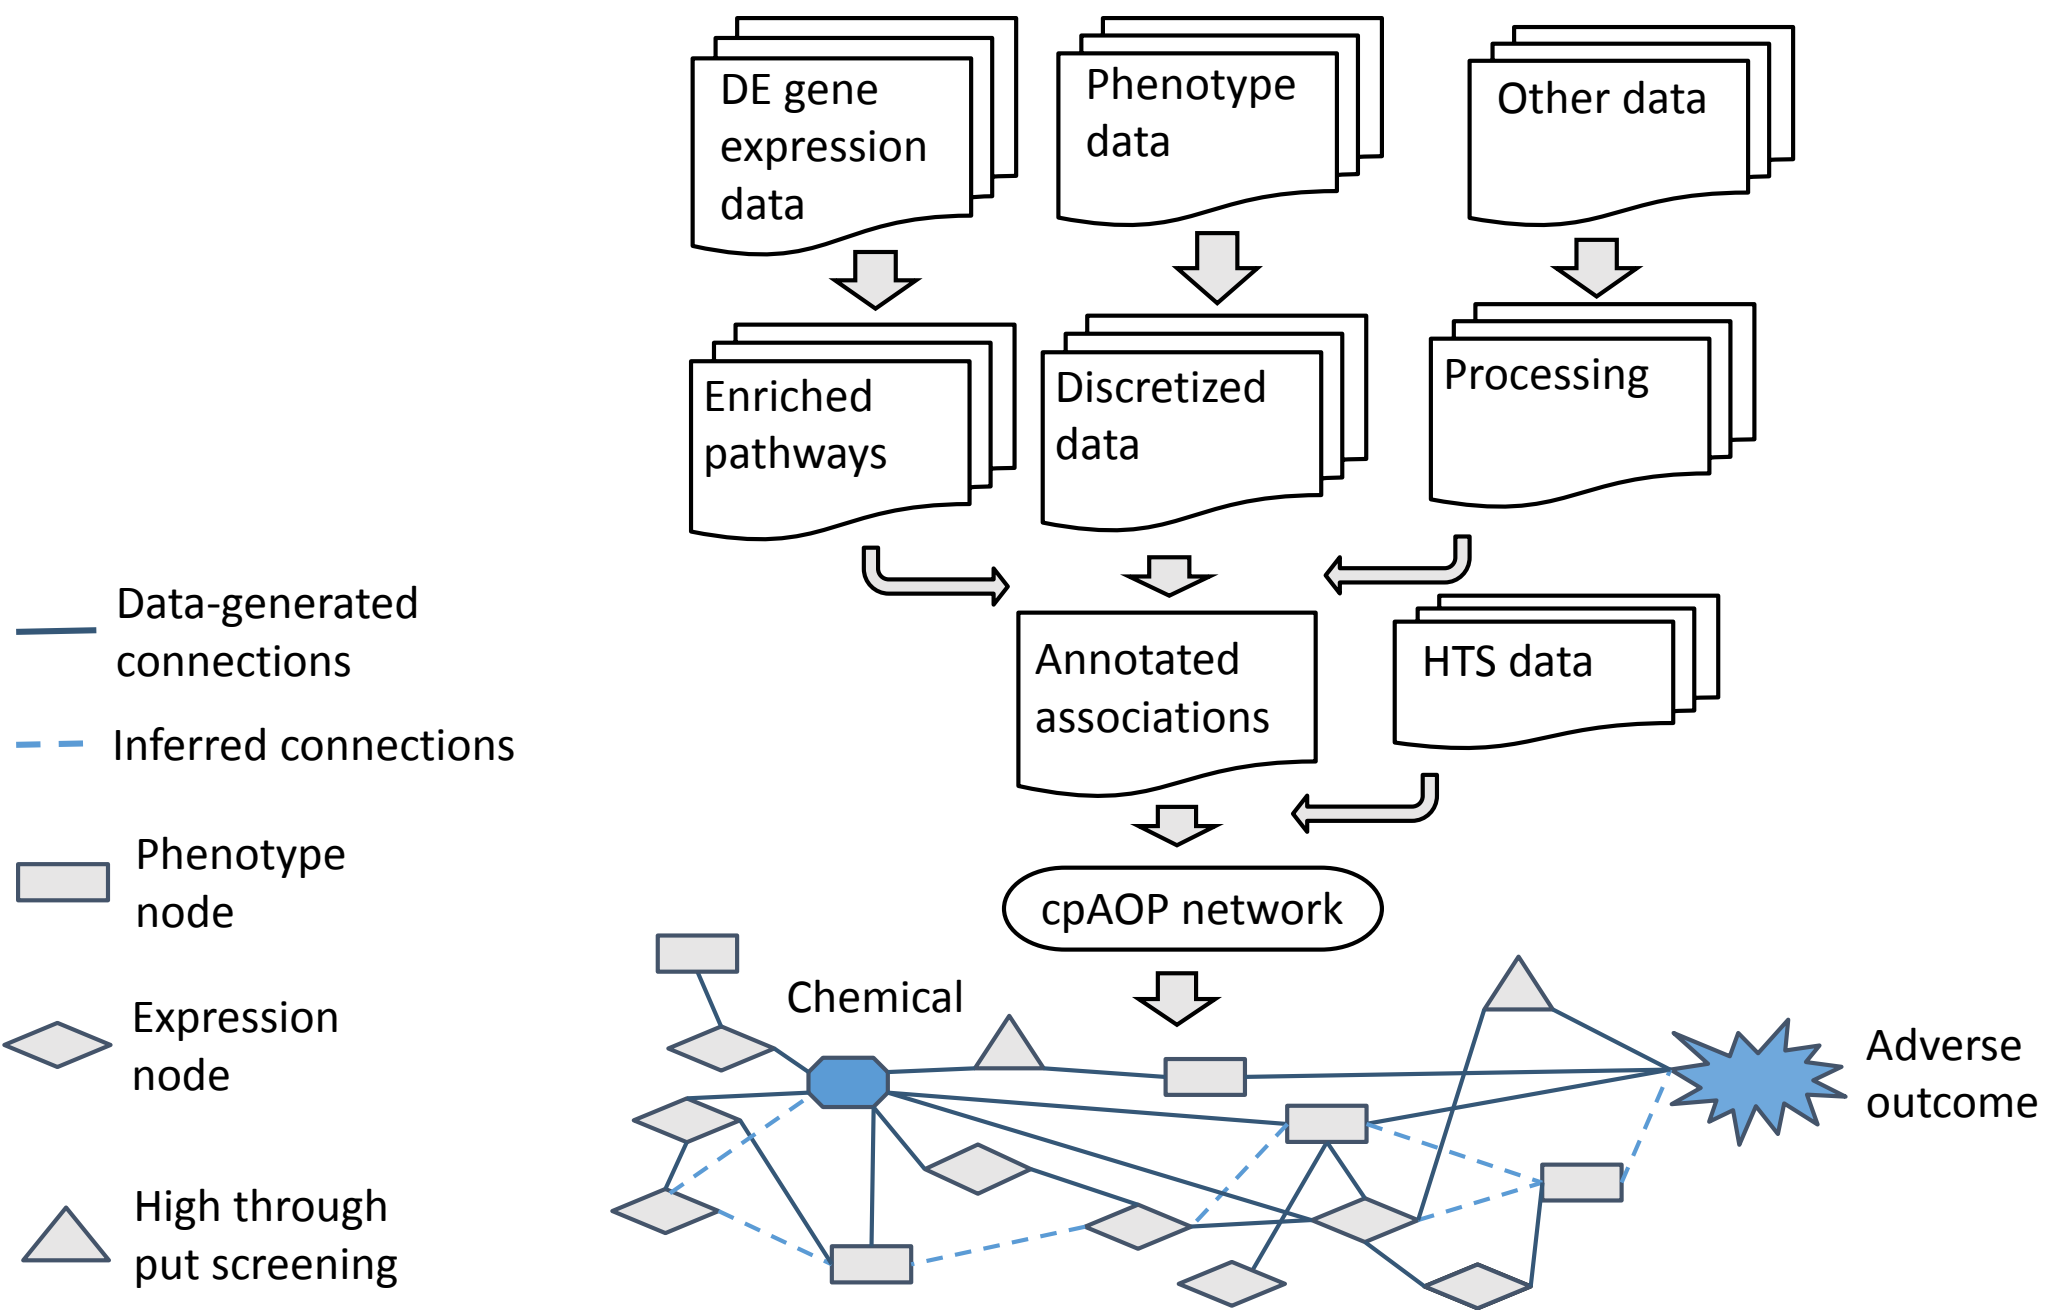 DE gene
expression
data
Phenotype
data
Other data
Enriched
pathways
Discretized
data
Processing
Annotated
associations
HTS data
cpAOP network
Data-generated
connections
Inferred connections
Phenotype
node
Expression
node
High through
put screening
Chemical
Adverse
outcome